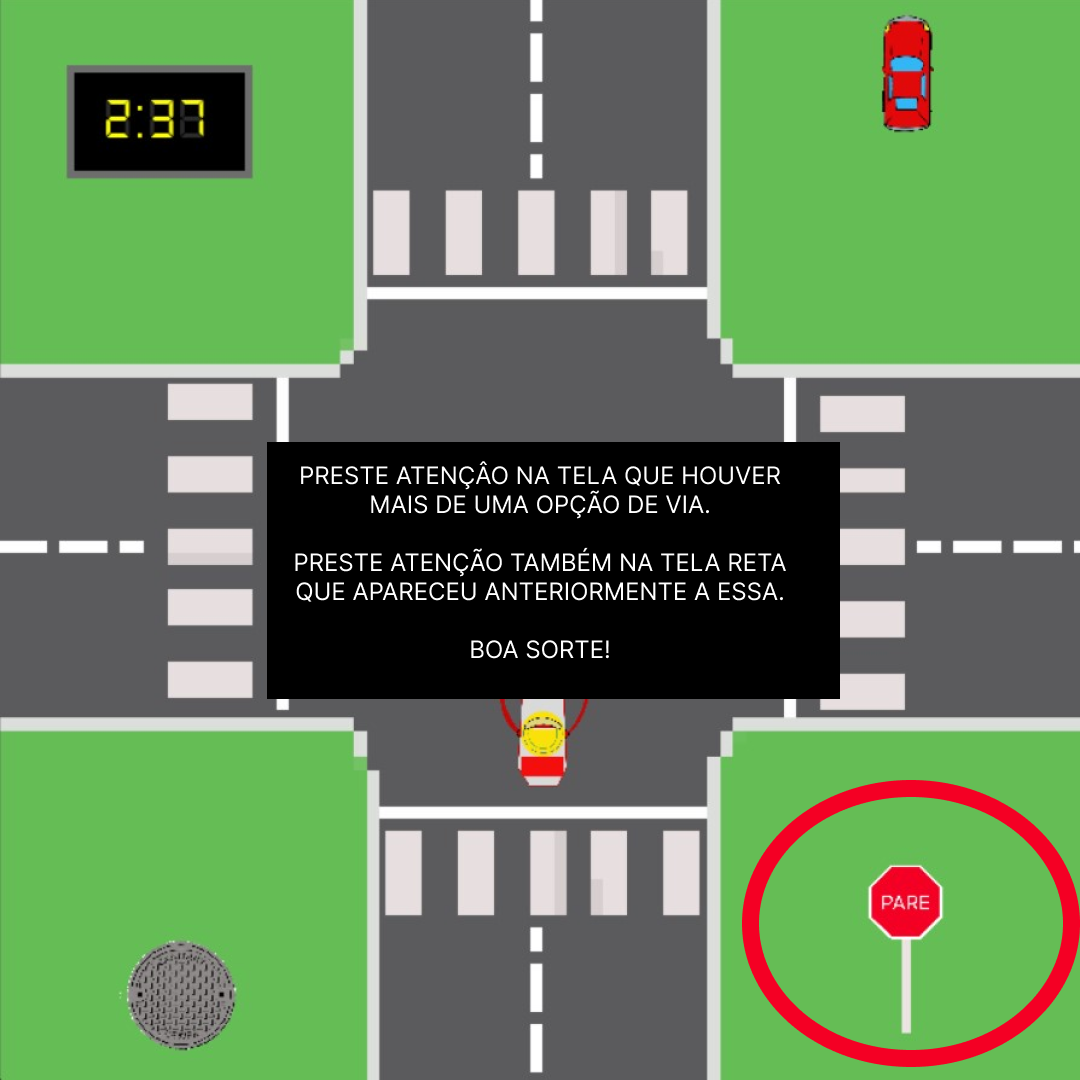 2:37
PRESTE ATENÇÂO NA TELA QUE HOUVER
MAIS DE UMA OPÇÃO DE VIA.
PRESTE ATENÇÃO TAMBÉM NA TELA RETA
QUE APARECEU ANTERIORMENTE A ESSA.
BOA SORTE!
PARE